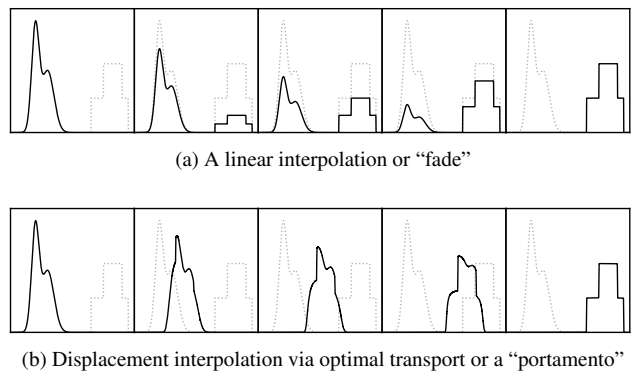 (a) A linear interpolation or “fade”
(b) Displacement interpolation via optimal transport or a “portamento”